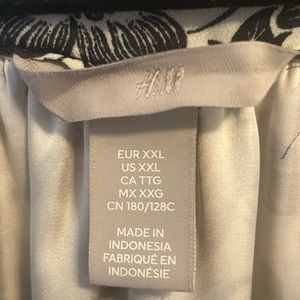 H&M
EUR XXL
US XXL
CA TTG
MX XXG
CN 180/128C
MADE IN
INDONESIA
FABRIQUÉ EN
INDONÉSIE